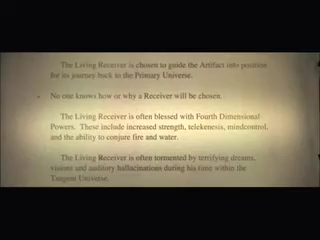 The Living Receiver is chosen to guide the Artifact into position
for its journey back to the Primary Universe.
No one knows how or why a Receiver will be chosen.
The Living Receiver is often blessed with Fourth Dimensional
Powers. These include increased strength, telekenesis, mindcontrol,
and the ability to conjure fire and water.
The Living Receiver is often tormented by terrifying dreams,
visions and auditory hallucinations during his time within the
Tangent Universe.